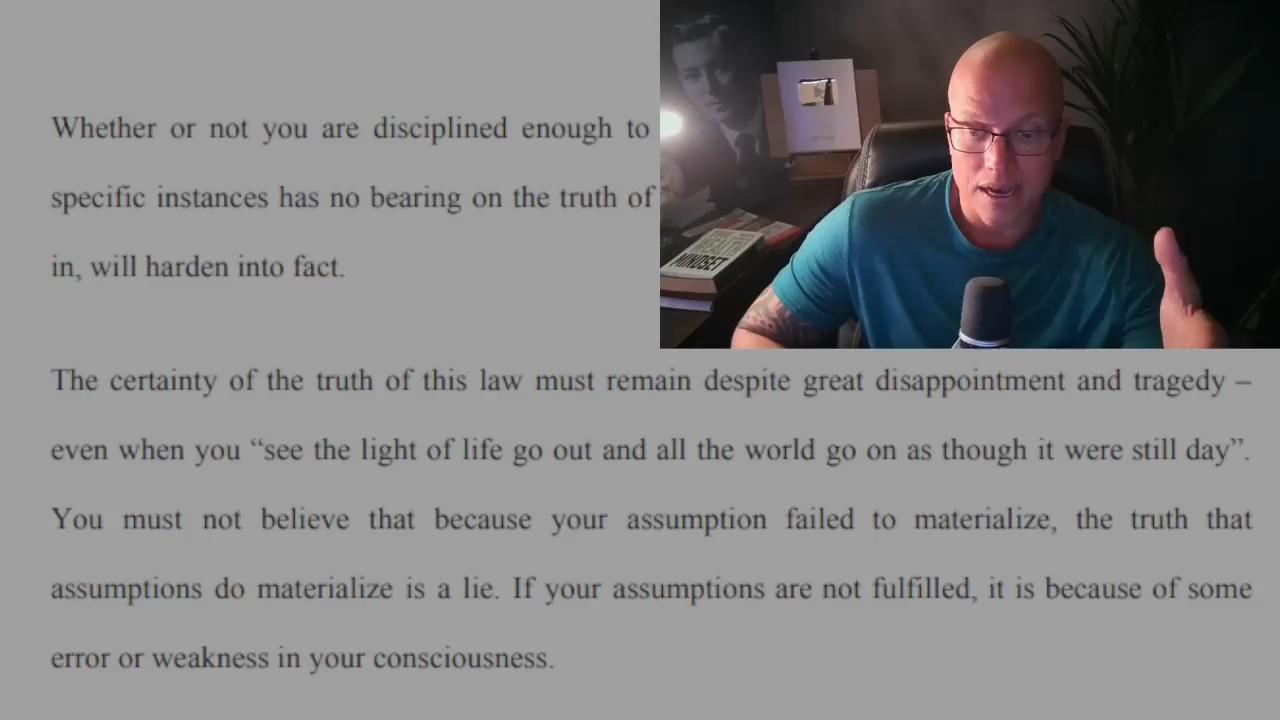 Whether or not you are disciplined enough to
specific instances has no bearing on the truth of
in, will harden into fact.
MINDSET
The certainty of the truth of this law must remain despite great disappointment and tragedy –
even when you “see the light of life go out and all the world go on as though it were still day”.
You must not believe that because your assumption failed to materialize, the truth that
assumptions do materialize is a lie. If your assumptions are not fulfilled, it is because of some
error or weakness in your consciousness.